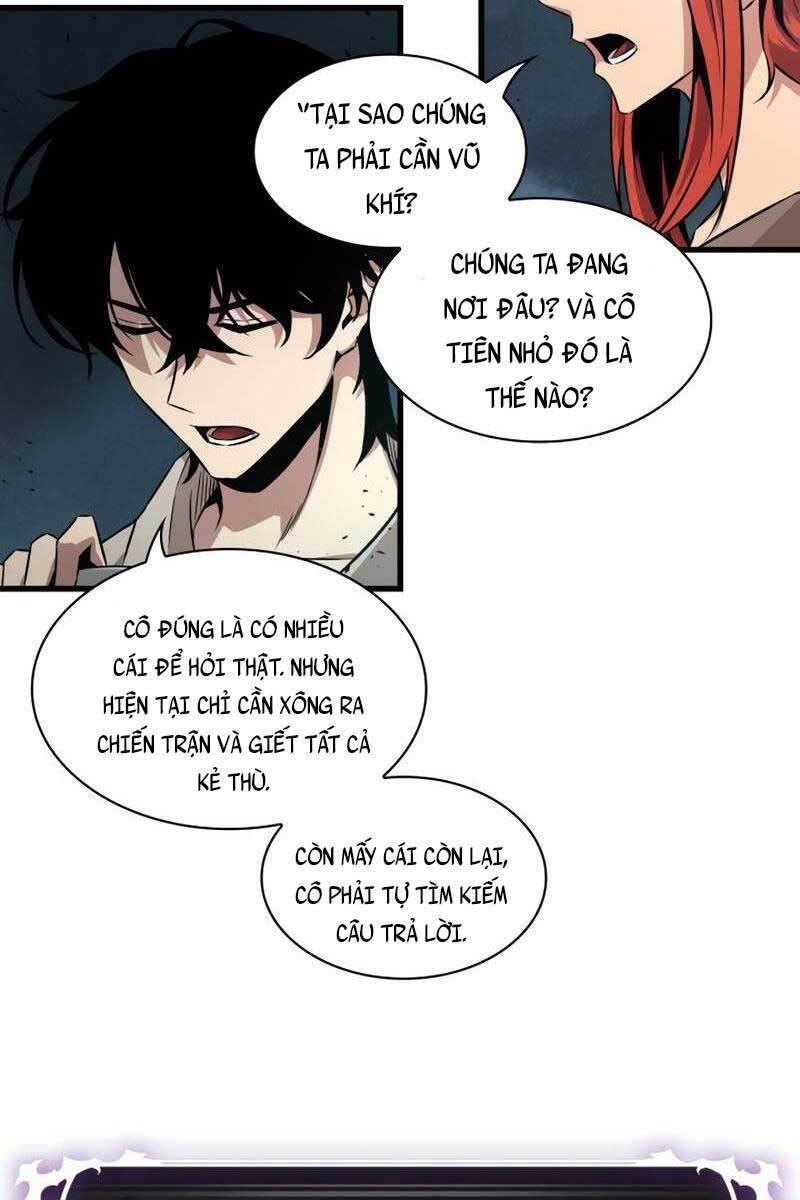 "TẠI SAO CHÚNG
TA PHẢI CẦN VŨ
KHÍ?
CHÚNG TA ĐANG
NƠI ĐÂU? VÀ CÔ
TIÊN NHỎ ĐÓ LÀ
THẾ NÀO?
CÔ ĐÚNG LÀ CÓ NHIỀU
CÁI ĐỂ HỎI THẬT. NHƯNG
HIỆN TẠI CHỈ CẦN XÔNG RA
CHIẾN TRẬN VÀ GIẾT TẤT CẢ
KẺ THÙ.
CÒN MẤY CÁI CÒN LẠI,
CÔ PHẢI TỰ TÌM KIẾM
CÂU TRẢ LỜI.